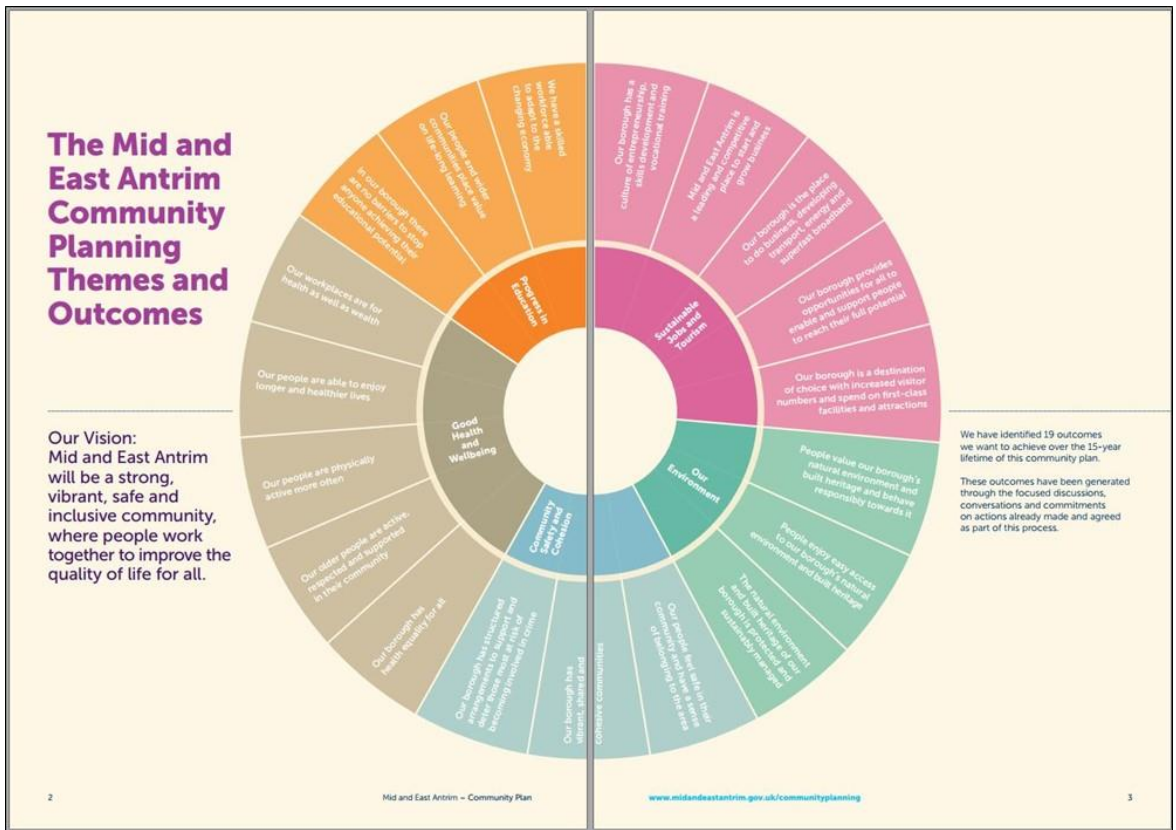 The Mid and
East Antrim
Community
Planning
Themes and
Outcomes
Our Vision:
Mid and East Antrim
will be a strong,
vibrant, safe and
inclusive community,
where people work
together to improve the
quality of life for all.
We have a skilled
workforce able
to adapt to the
changing economy
Our people and wider
communities place value
on life-long learning
In our borough there
are no barriers to stop
anyone achieving their
educational potential
Progress in
Education
Our workplaces are for
health as well as wealth
Our people are able to enjoy
longer and healthier lives
Our people are physically
active more often
Our older people are active,
respected and supported
in their community
Our borough has
health equality for all
Good
Health
and
Wellbeing
Our borough has structured
arrangements to support and
deter those most at risk of
becoming involved in crime
Our borough has
vibrant, shared and
cohesive communities
Our people feel safe in their
community and have a sense
of belonging to the area
Community
Safety and
Cohesion
Our borough has a
culture of entrepreneurship,
skills development and
vocational training
Mid and East Antrim is
a leading and competitive
place to start and
grow business
Our borough is the place
to do business, developing
transport, energy and
superfast broadband
Our borough provides
opportunities for all to
enable and support people
to reach their full potential
Our borough is a destination
of choice with increased visitor
numbers and spend on first-class
facilities and attractions
Sustainable
Jobs and
Tourism
People value our borough's
natural environment and
built heritage and behave
responsibly towards it
People enjoy easy access
to our borough's natural
environment and built heritage
The natural environment
and built heritage of our
borough is protected and
sustainably managed
Our
Environment
We have identified 19 outcomes
we want to achieve over the 15-year
lifetime of this community plan.
These outcomes have been generated
through the focused discussions,
conversations and commitments
on actions already made and agreed
as part of this process.
2
Mid and East Antrim – Community Plan
www.midandeastantrim.gov.uk/communityplanning
3